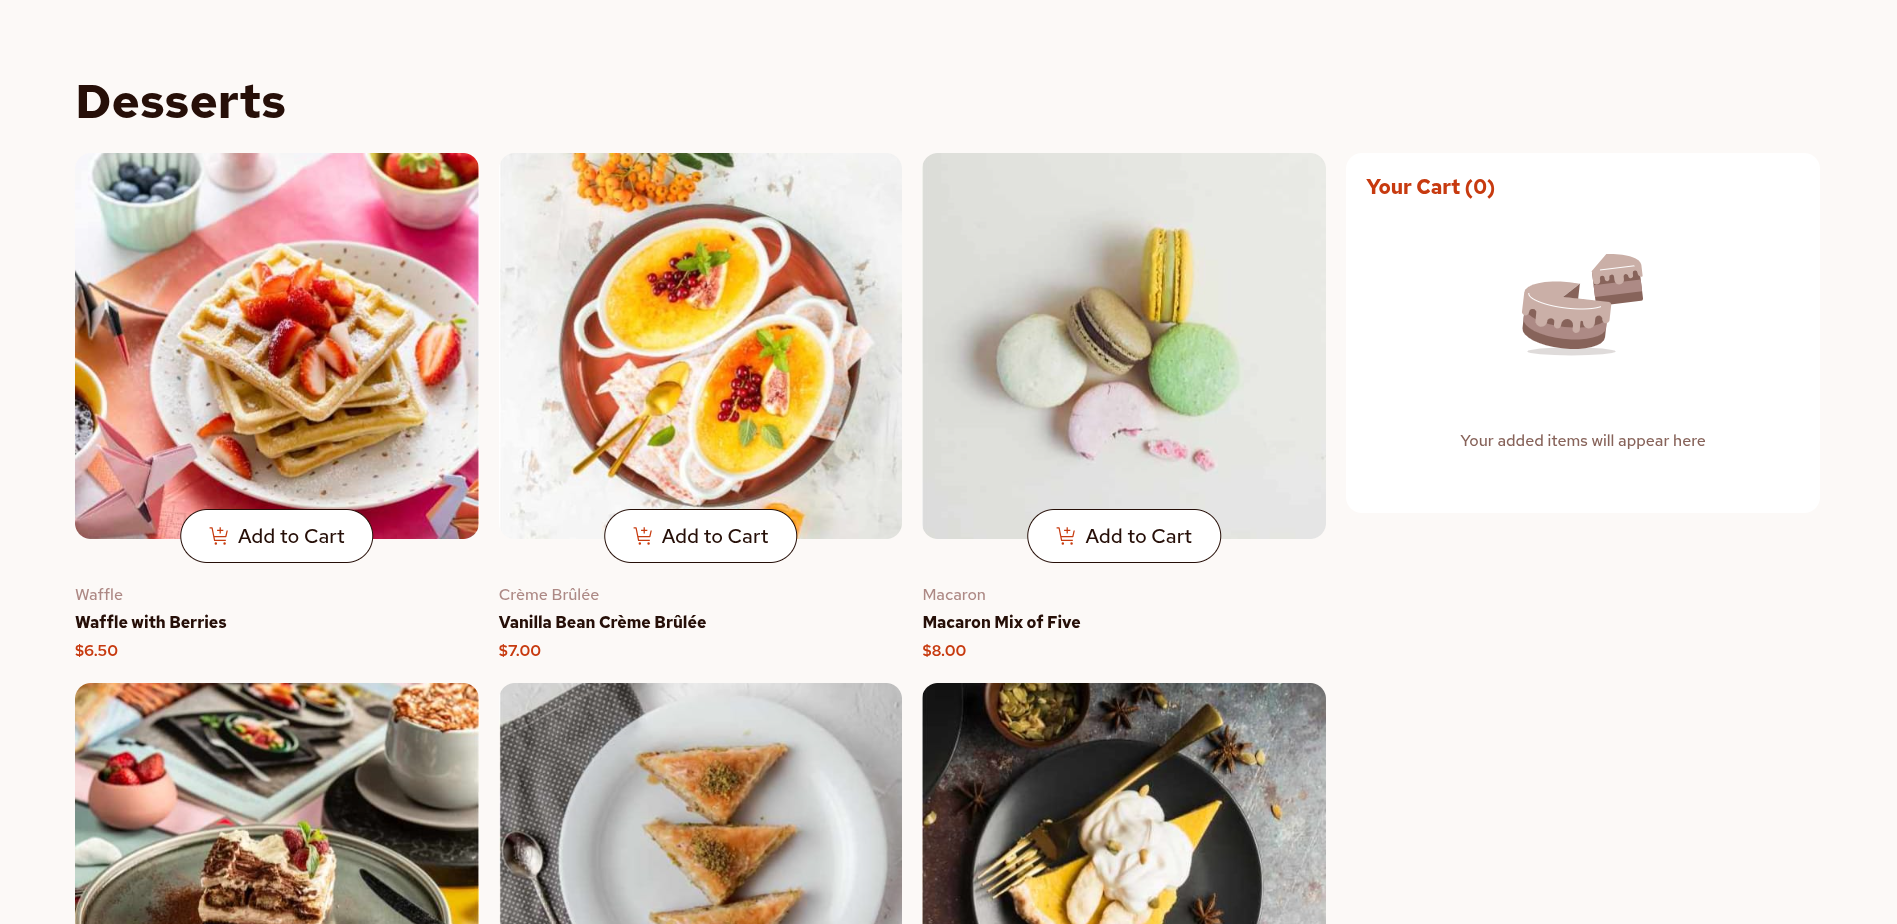 Desserts
Your Cart (0)
Your added items will appear here
Add to Cart
Add to Cart
Add to Cart
Waffle
Waffle with Berries
$6.50
Crème Brûlée
Vanilla Bean Crème Brûlée
$7.00
Macaron
Macaron Mix of Five
$8.00